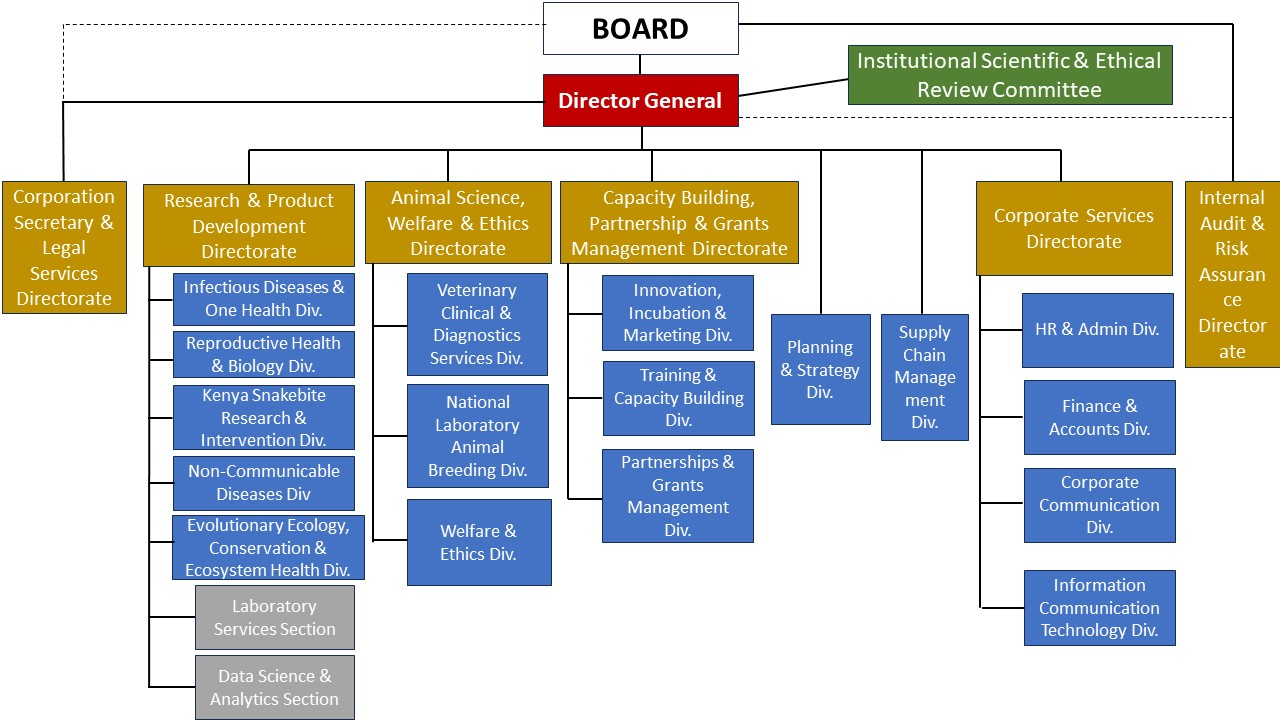 BOARD
Institutional Scientific & Ethical
Review Committee
Director General
Corporation
Secretary &
Legal
Services
Directorate
Research & Product
Development
Directorate
Animal Science,
Welfare & Ethics
Directorate
Capacity Building,
Partnership & Grants
Management Directorate
Corporate Services
Directorate
Internal
Audit &
Risk
Assuran
ce
Director
ate
Infectious Diseases &
One Health Div.
Reproductive Health
& Biology Div.
Kenya Snakebite
Research &
Intervention Div.
Non-Communicable
Diseases Div
Evolutionary Ecology,
Conservation &
Ecosystem Health Div.
Laboratory
Services Section
Data Science &
Analytics Section
Veterinary
Clinical &
Diagnostics
Services Div.
National
Laboratory
Animal
Breeding Div.
Welfare &
Ethics Div.
Innovation,
Incubation &
Marketing Div.
Training &
Capacity Building
Div.
Partnerships &
Grants
Management
Div.
Planning
& Strategy
Div.
Supply
Chain
Manage
ment
Div.
HR & Admin Div.
Finance &
Accounts Div.
Corporate
Communication
Div.
Information
Communication
Technology Div.